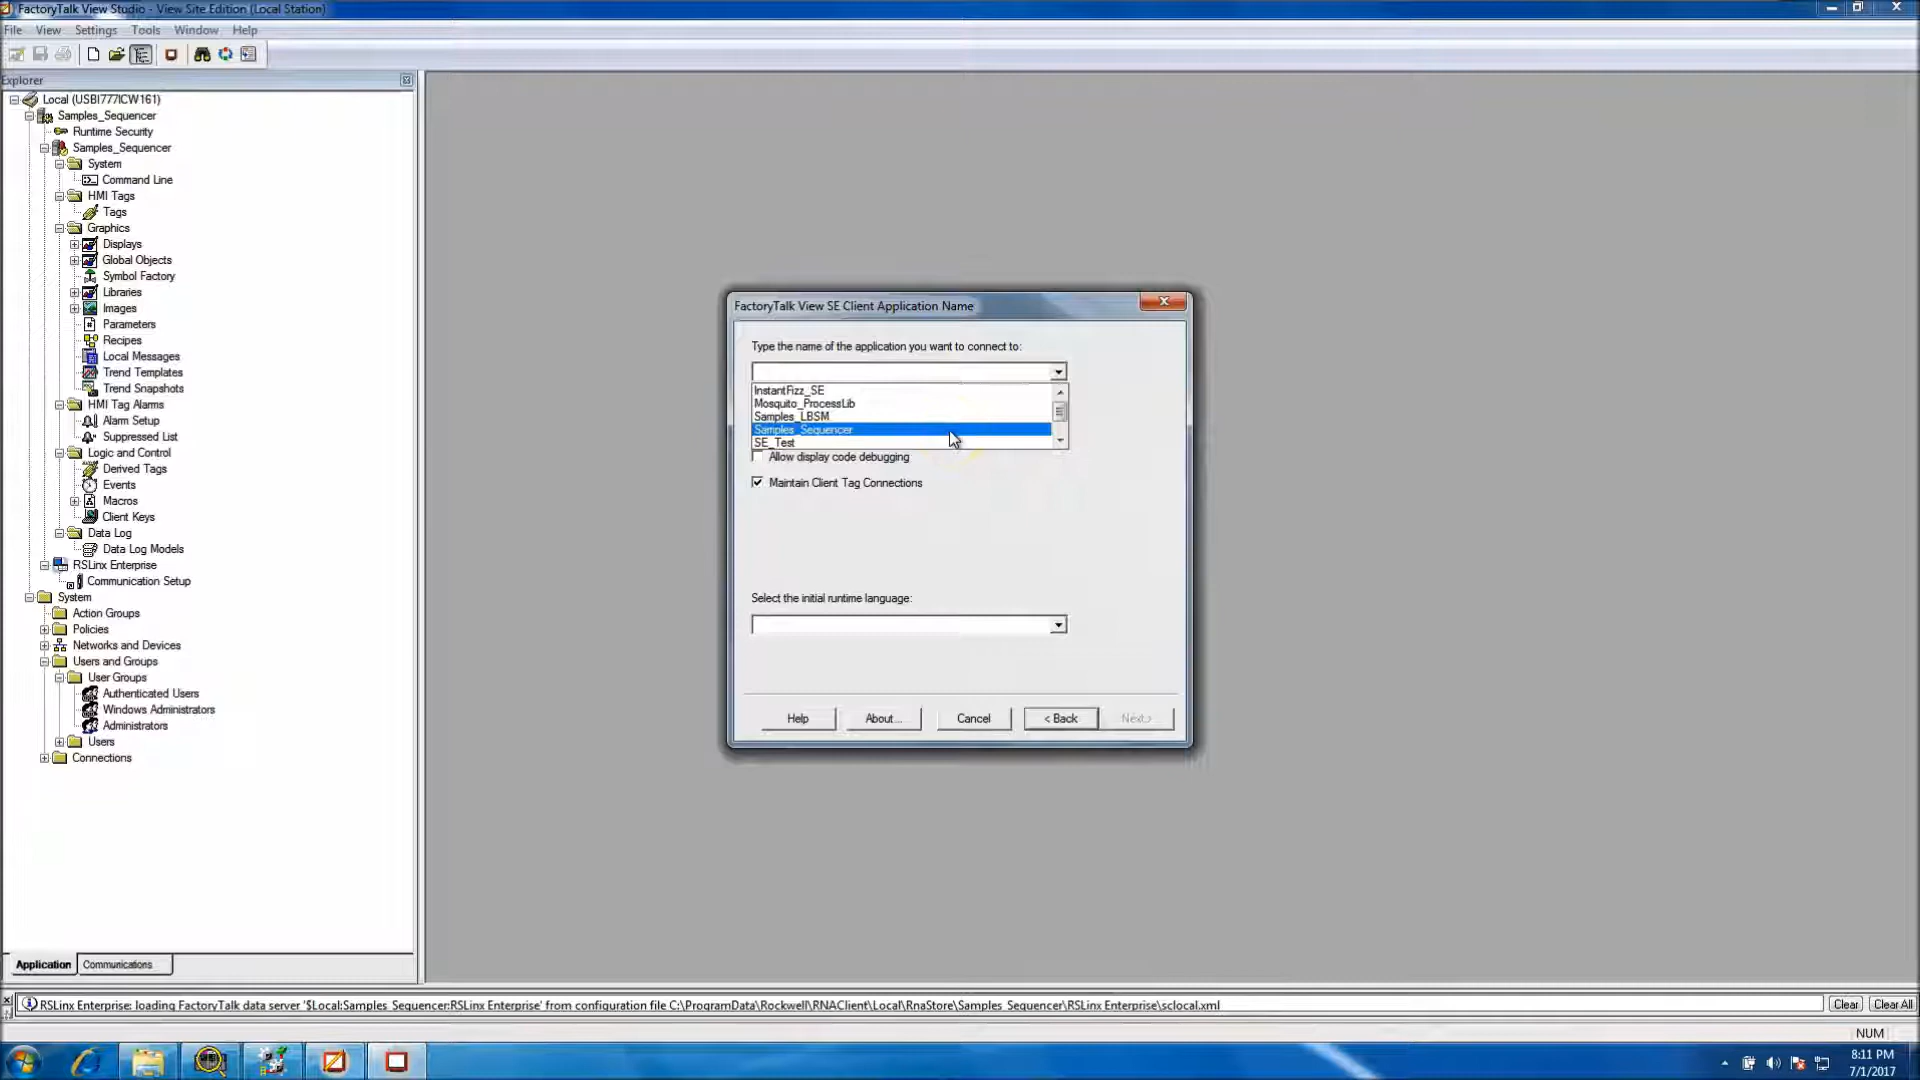 FactoryTalk View Studio - View Site Edition (Local Station)
File View Settings Tools Window Help
Explorer
Local (USBI777ICW161)
Samples_Sequencer
Runtime Security
Samples_Sequencer
System
Command Line
HMI Tags
Tags
Graphics
Displays
Global Objects
Symbol Factory
Libraries
Images
Parameters
Recipes
Local Messages
Trend Templates
Trend Snapshots
HMI Tag Alarms
Alarm Setup
Suppressed List
Logic and Control
Derived Tags
Events
Macros
Client Keys
Data Log
Data Log Models
RSLinx Enterprise
Communication Setup
System
Action Groups
Policies
Networks and Devices
Users and Groups
User Groups
Authenticated Users
Windows Administrators
Administrators
Users
Connections
Application Communications
FactoryTalk View SE Client Application Name
Type the name of the application you want to connect to:
InstantFizz_SE
Mosquito_ProcessLib
Samples_LBSM
Samples_Sequencer
SE_Test
Allow display code debugging
Maintain Client Tag Connections
Select the initial runtime language:
Help About... Cancel < Back Next>
RSLinx Enterprise: loading FactoryTalk data server '$Local:Samples_Sequencer:RSLinx Enterprise' from configuration file C:\ProgramData\Rockwell\RNAClient\Local\RnaStore\Samples_Sequencer\RSLinx Enterprise\sclocal.xml
Clear Clear All
NUM
8:11 PM
7/1/2017